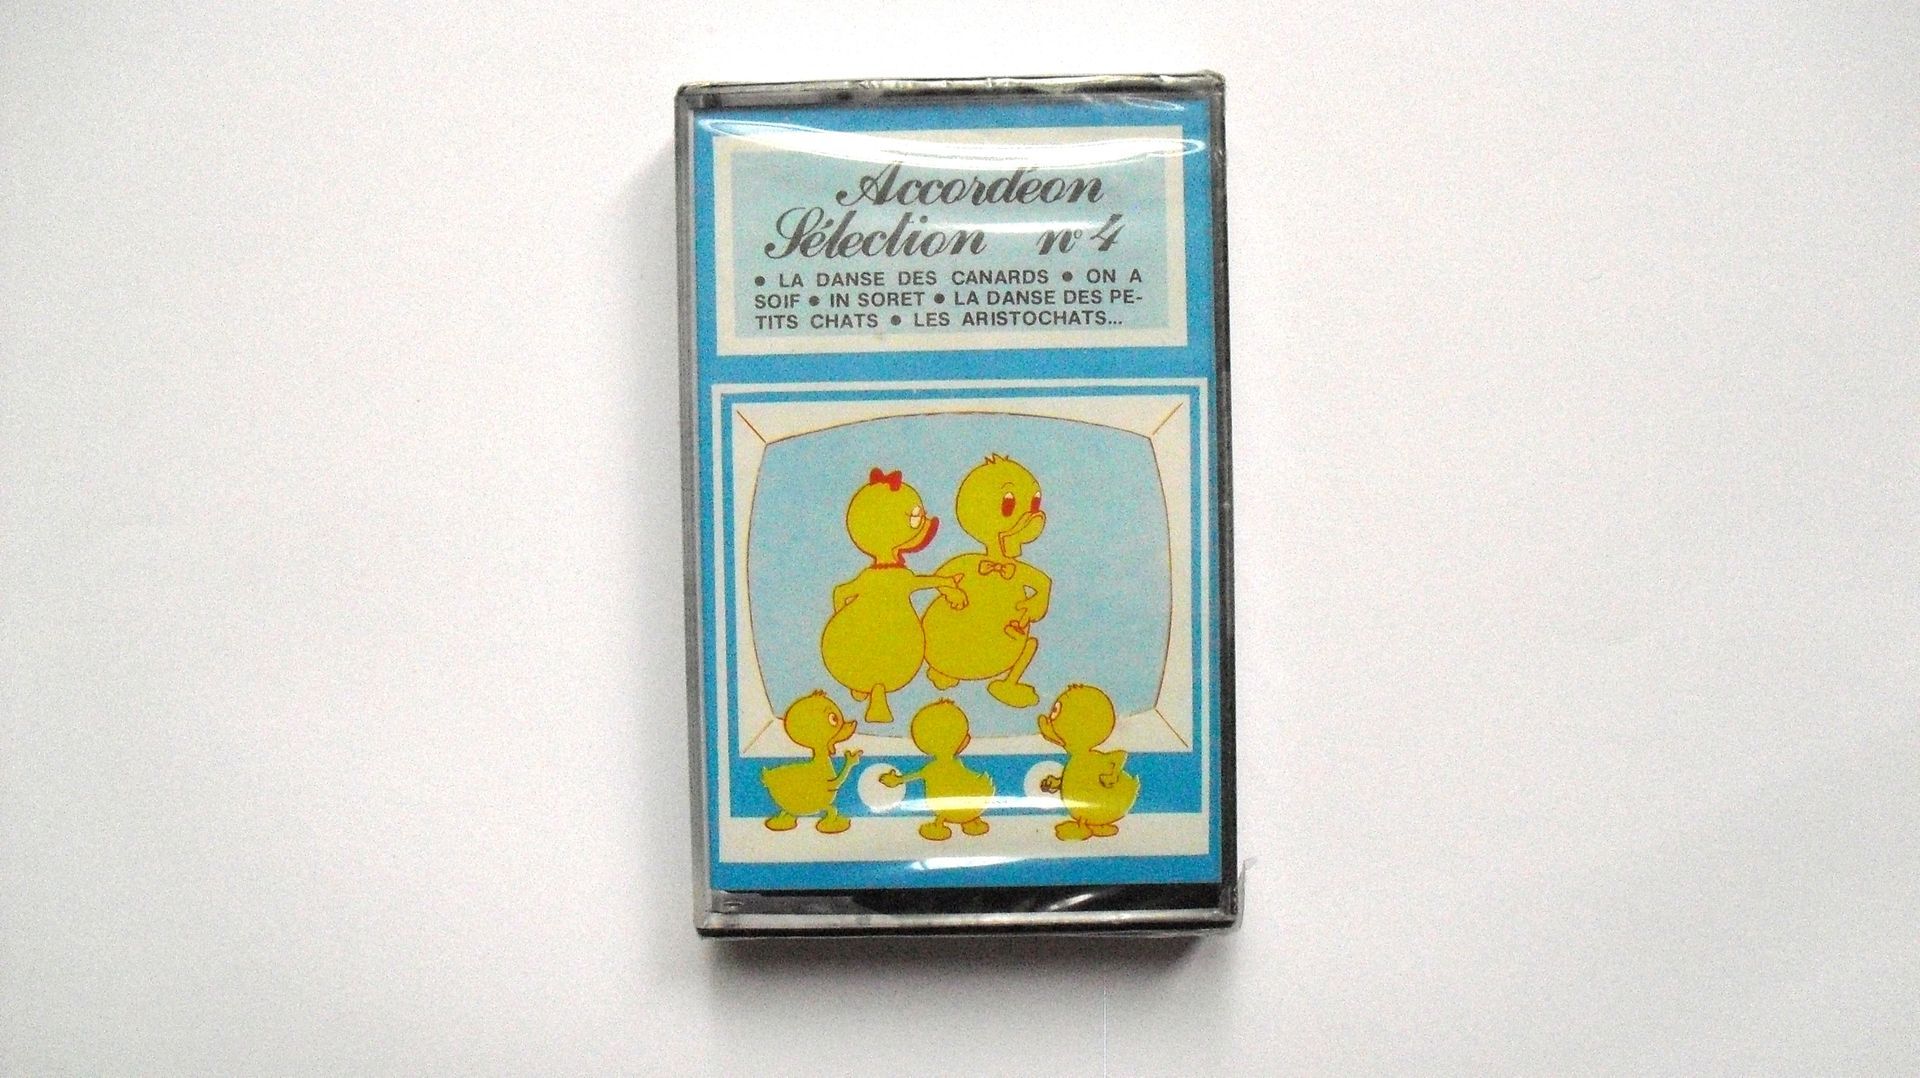 Accordéon
Sélection nº 4
• LA DANSE DES CANARDS • ON A
SOIF • IN SORET • LA DANSE DES PE-
TITS CHATS • LES ARISTOCHATS...